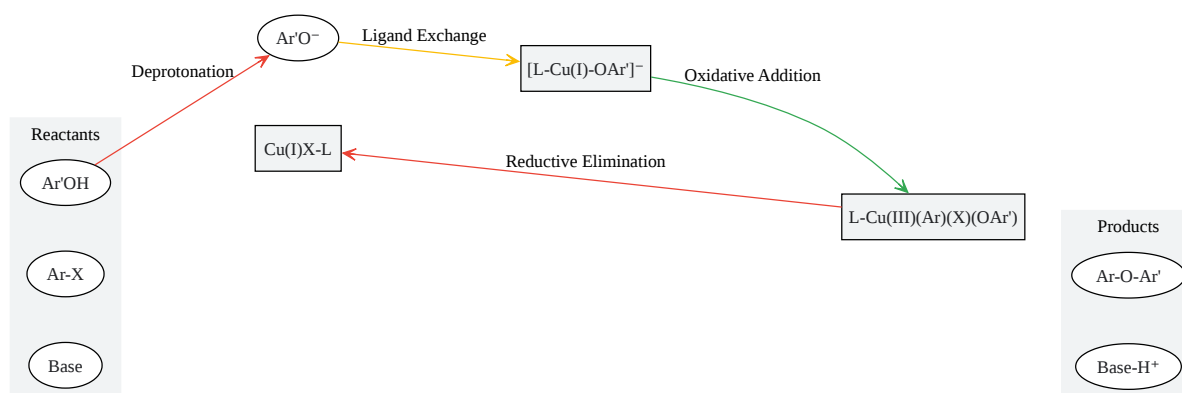 Ar'O⁻
Ligand Exchange
[L-Cu(I)-OAr']⁻
Oxidative Addition
Deprotonation
Reactants
Cu(I)X-L
Reductive Elimination
Ar'OH
L-Cu(III)(Ar)(X)(OAr')
Products
Ar-X
Ar-O-Ar'
Base
Base-H⁺